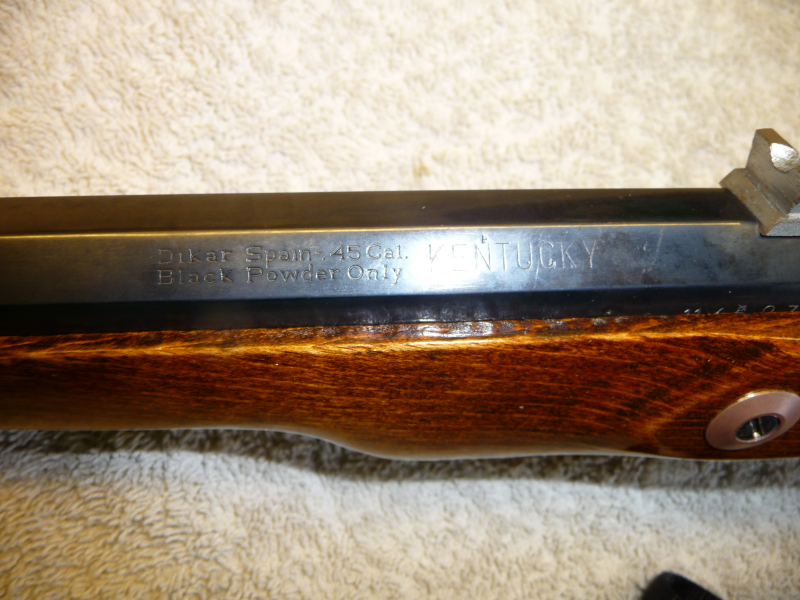 Dikar Spain-.45 Cal.
Black Powder Only
KENTUCKY